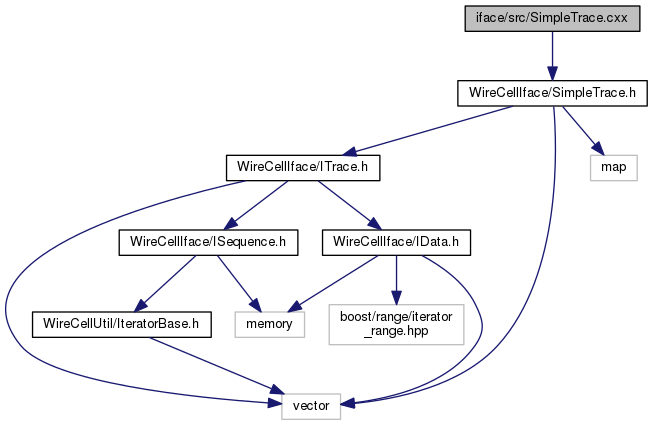 iface/src/SimpleTrace.cxx
WireCellIface/SimpleTrace.h
WireCellIface/ITrace.h
map
WireCellIface/ISequence.h
WireCellIface/IData.h
WireCellUtil/IteratorBase.h
memory
boost/range/iterator
_range.hpp
vector